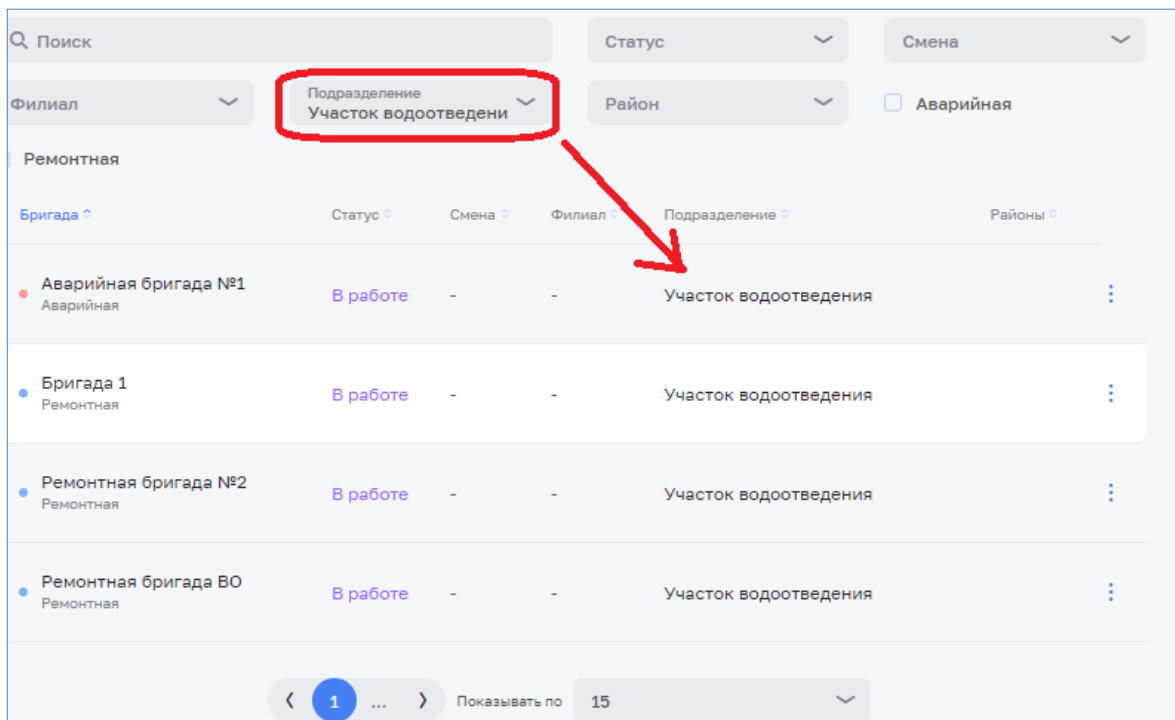 Поиск
Статус
Смена
Филиал
Подразделение
Участок водоотведени
Район
Аварийная
Ремонтная
Бригада Статус Смена Филиал Подразделение Районы
Аварийная бригада №1
Аварийная
В работе - - Участок водоотведения
Бригада 1
Ремонтная
В работе - - Участок водоотведения
Ремонтная бригада №2
Ремонтная
В работе - - Участок водоотведения
Ремонтная бригада ВО
Ремонтная
В работе - - Участок водоотведения
1 ... Показывать по 15